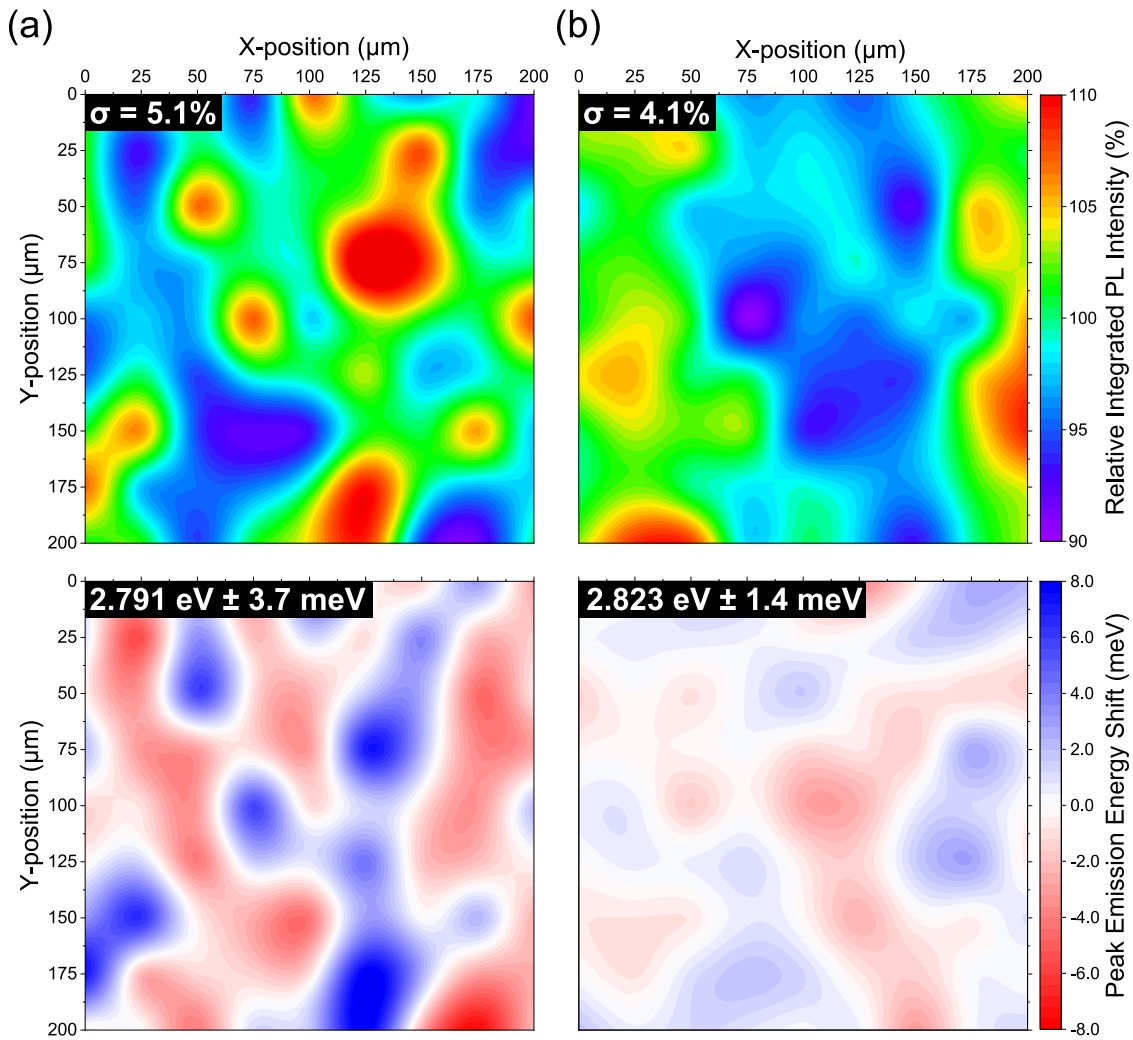 (a)
(b)
X-position (µm)
X-position (µm)
0 25 50 75 100 125 150 175 200
0 25 50 75 100 125 150 175 200
σ = 5.1%
σ = 4.1%
0
25
50
75
100
125
150
175
200
Y-position (µm)
110
105
100
95
90
Relative Integrated PL Intensity (%)
2.791 eV ± 3.7 meV
2.823 eV ± 1.4 meV
0
25
50
75
100
125
150
175
200
Y-position (µm)
8.0
6.0
4.0
2.0
0.0
-2.0
-4.0
-6.0
-8.0
Peak Emission Energy Shift (meV)